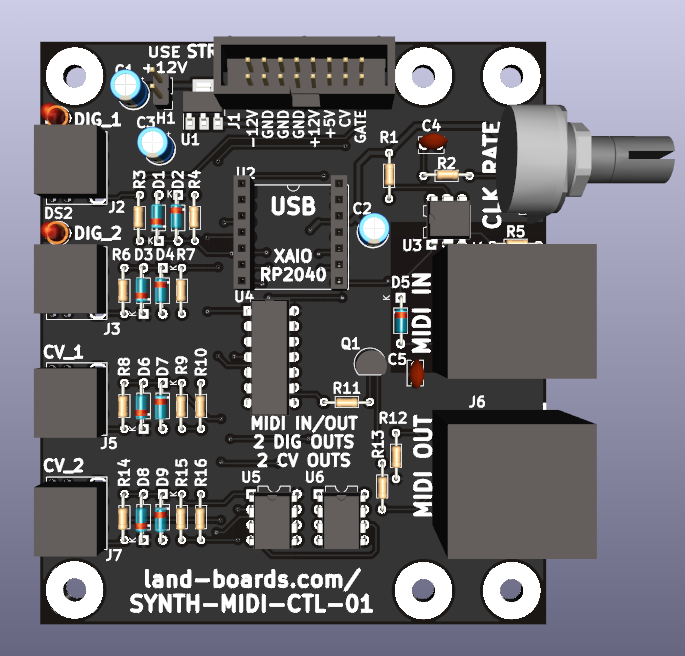 USE STR
+12V
C1
H1
C3
U1
J1
-12V
GND
GND
GND
+12V
+5V
CV
GATE
DIG_1
J2
DS2
DIG_2
R3
D1
D2
R4
K
K
U2
USB
XAIO
RP2040
C2
R1
C4
R2
CLK RATE
U3
R5
R6
D3
D4
R7
K
K
J3
U4
D5
K
MIDI IN
Q1
C5
CV_1
R8
D6
D7
R9
R10
K
K
J5
R11
J6
R12
R13
MIDI OUT
MIDI IN/OUT
2 DIG OUTS
2 CV OUTS
CV_2
R14
D8
D9
R15
R16
K
K
J7
U5
U6
land-boards.com/
SYNTH-MIDI-CTL-01